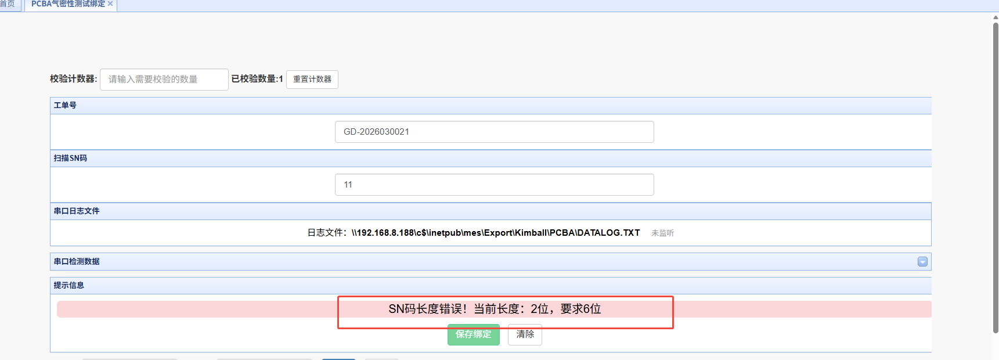 首页 PCBA气密性测试绑定
校验计数器: 请输入需要校验的数量 已校验数量:1 重置计数器
工单号
GD-2026030021
扫描SN码
11
串口日志文件
日志文件：\\192.168.8.188\c$\inetpub\mes\Export\Kimball\PCBA\DATALOG.TXT 未监听
串口检测数据
提示信息
SN码长度错误！当前长度：2位，要求6位
保存绑定 清除